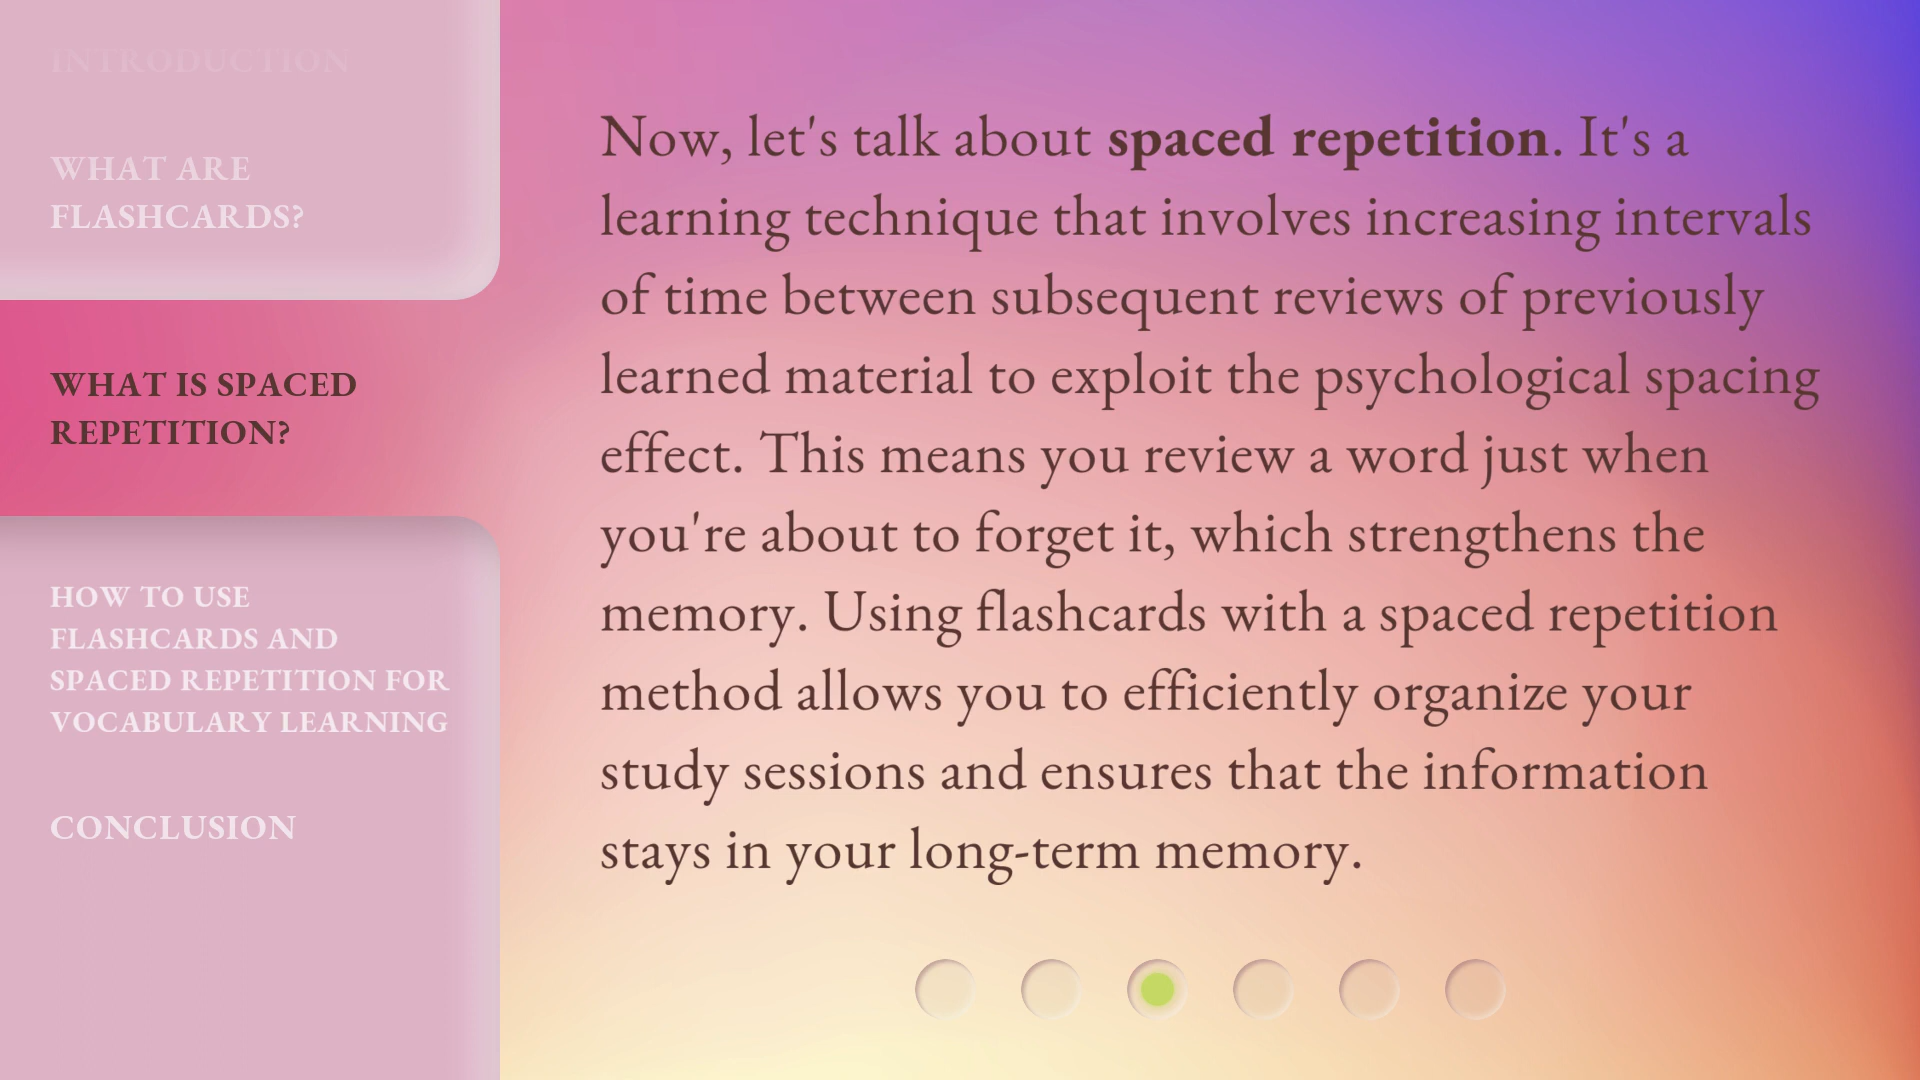 INTRODUCTION
WHAT ARE
FLASHCARDS?
WHAT IS SPACED
REPETITION?
HOW TO USE
FLASHCARDS AND
SPACED REPETITION FOR
VOCABULARY LEARNING
CONCLUSION
Now, let's talk about spaced repetition. It's a
learning technique that involves increasing intervals
of time between subsequent reviews of previously
learned material to exploit the psychological spacing
effect. This means you review a word just when
you're about to forget it, which strengthens the
memory. Using flashcards with a spaced repetition
method allows you to efficiently organize your
study sessions and ensures that the information
stays in your long-term memory.